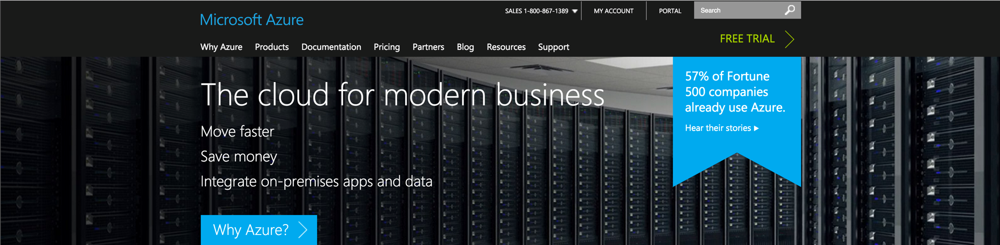 SALES 1-800-867-1389
MY ACCOUNT
PORTAL
Search
Microsoft Azure
FREE TRIAL
Why Azure
Products
Documentation
Pricing
Partners
Blog
Resources
Support
The cloud for modern business
Move faster
Save money
Integrate on-premises apps and data
Why Azure?
57% of Fortune
500 companies
already use Azure.
Hear their stories